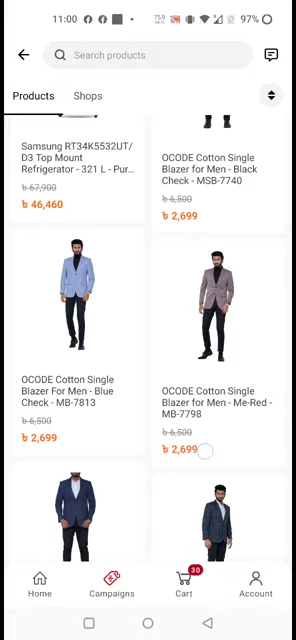 11:00
75.9
97%
Search products
Products
Shops
Samsung RT34K5532UT/
D3 Top Mount
Refrigerator - 321 L - Pur...
৳ 67,900
৳ 46,460
OCODE Cotton Single
Blazer for Men - Black
Check - MSB-7740
৳ 6,500
৳ 2,699
OCODE Cotton Single
Blazer For Men - Blue
Check - MB-7813
৳ 6,500
৳ 2,699
OCODE Cotton Single
Blazer for Men - Me-Red -
MB-7798
৳ 6,500
৳ 2,699
30
Home
Campaigns
Cart
Account